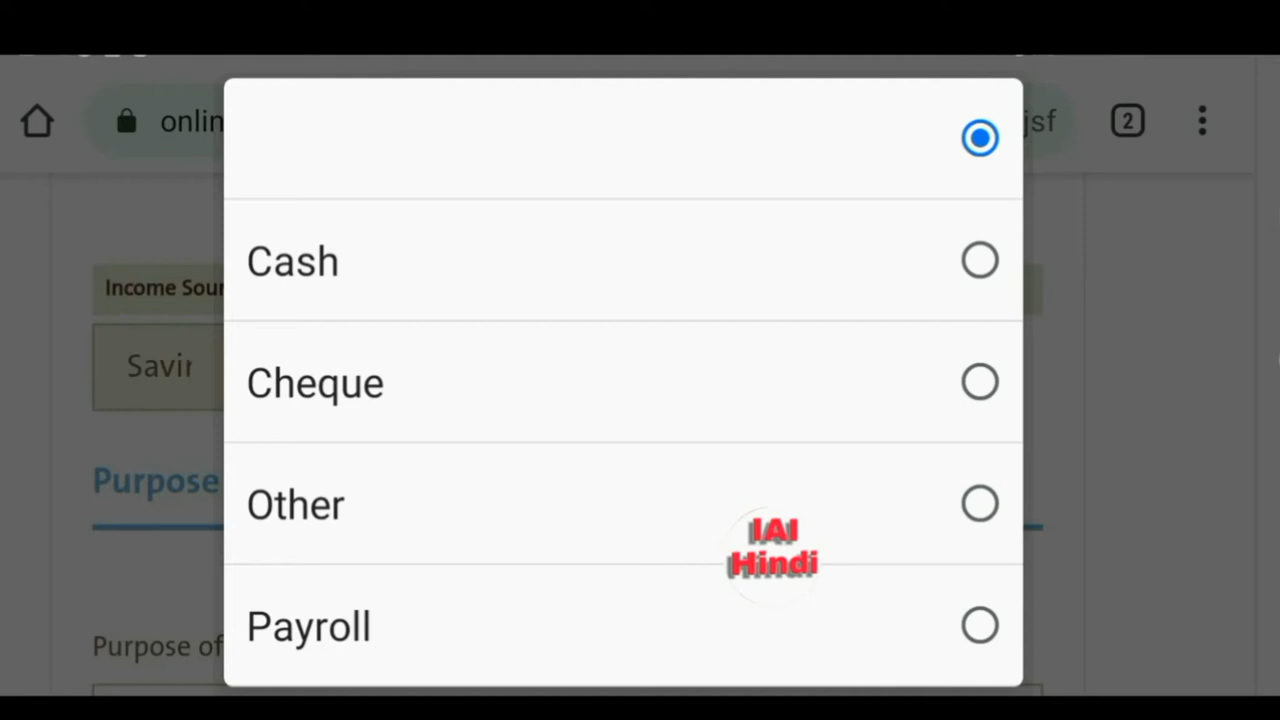 onlin
jsf
2
Cash
Income Sour
Savir
Cheque
Purpose
Other
IAI
Hindi
Payroll
Purpose of